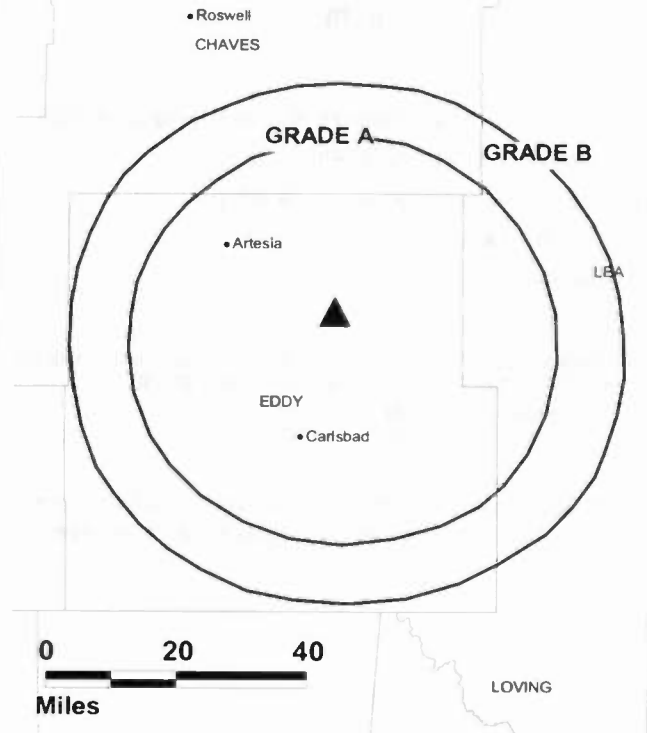 Roswell
CHAVES
GRADE A
GRADE B
Artesia
LEA
EDDY
Carlsbad
0 20 40
Miles
LOVING